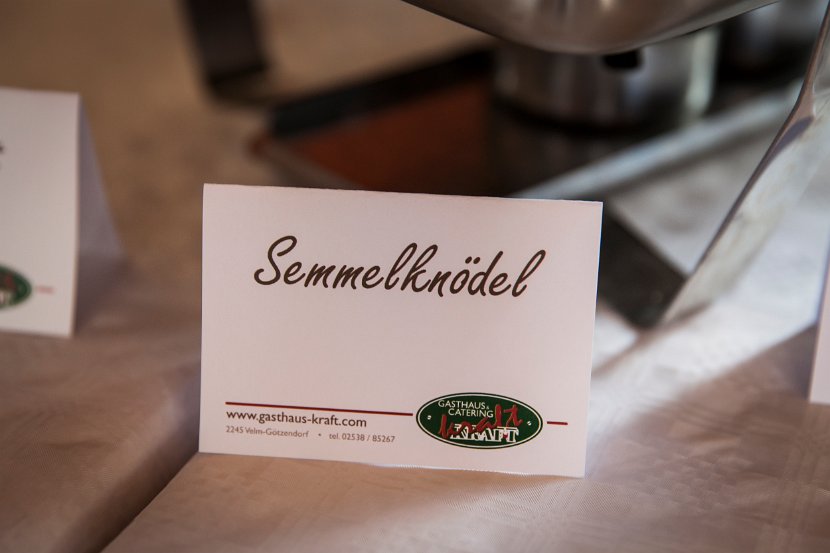 Semmelknödel
www.gasthaus-kraft.com
2245 Velm-Götzendorf • tel. 02538 / 85267
GASTHAUS &
CATERING
kraft
KRAFT